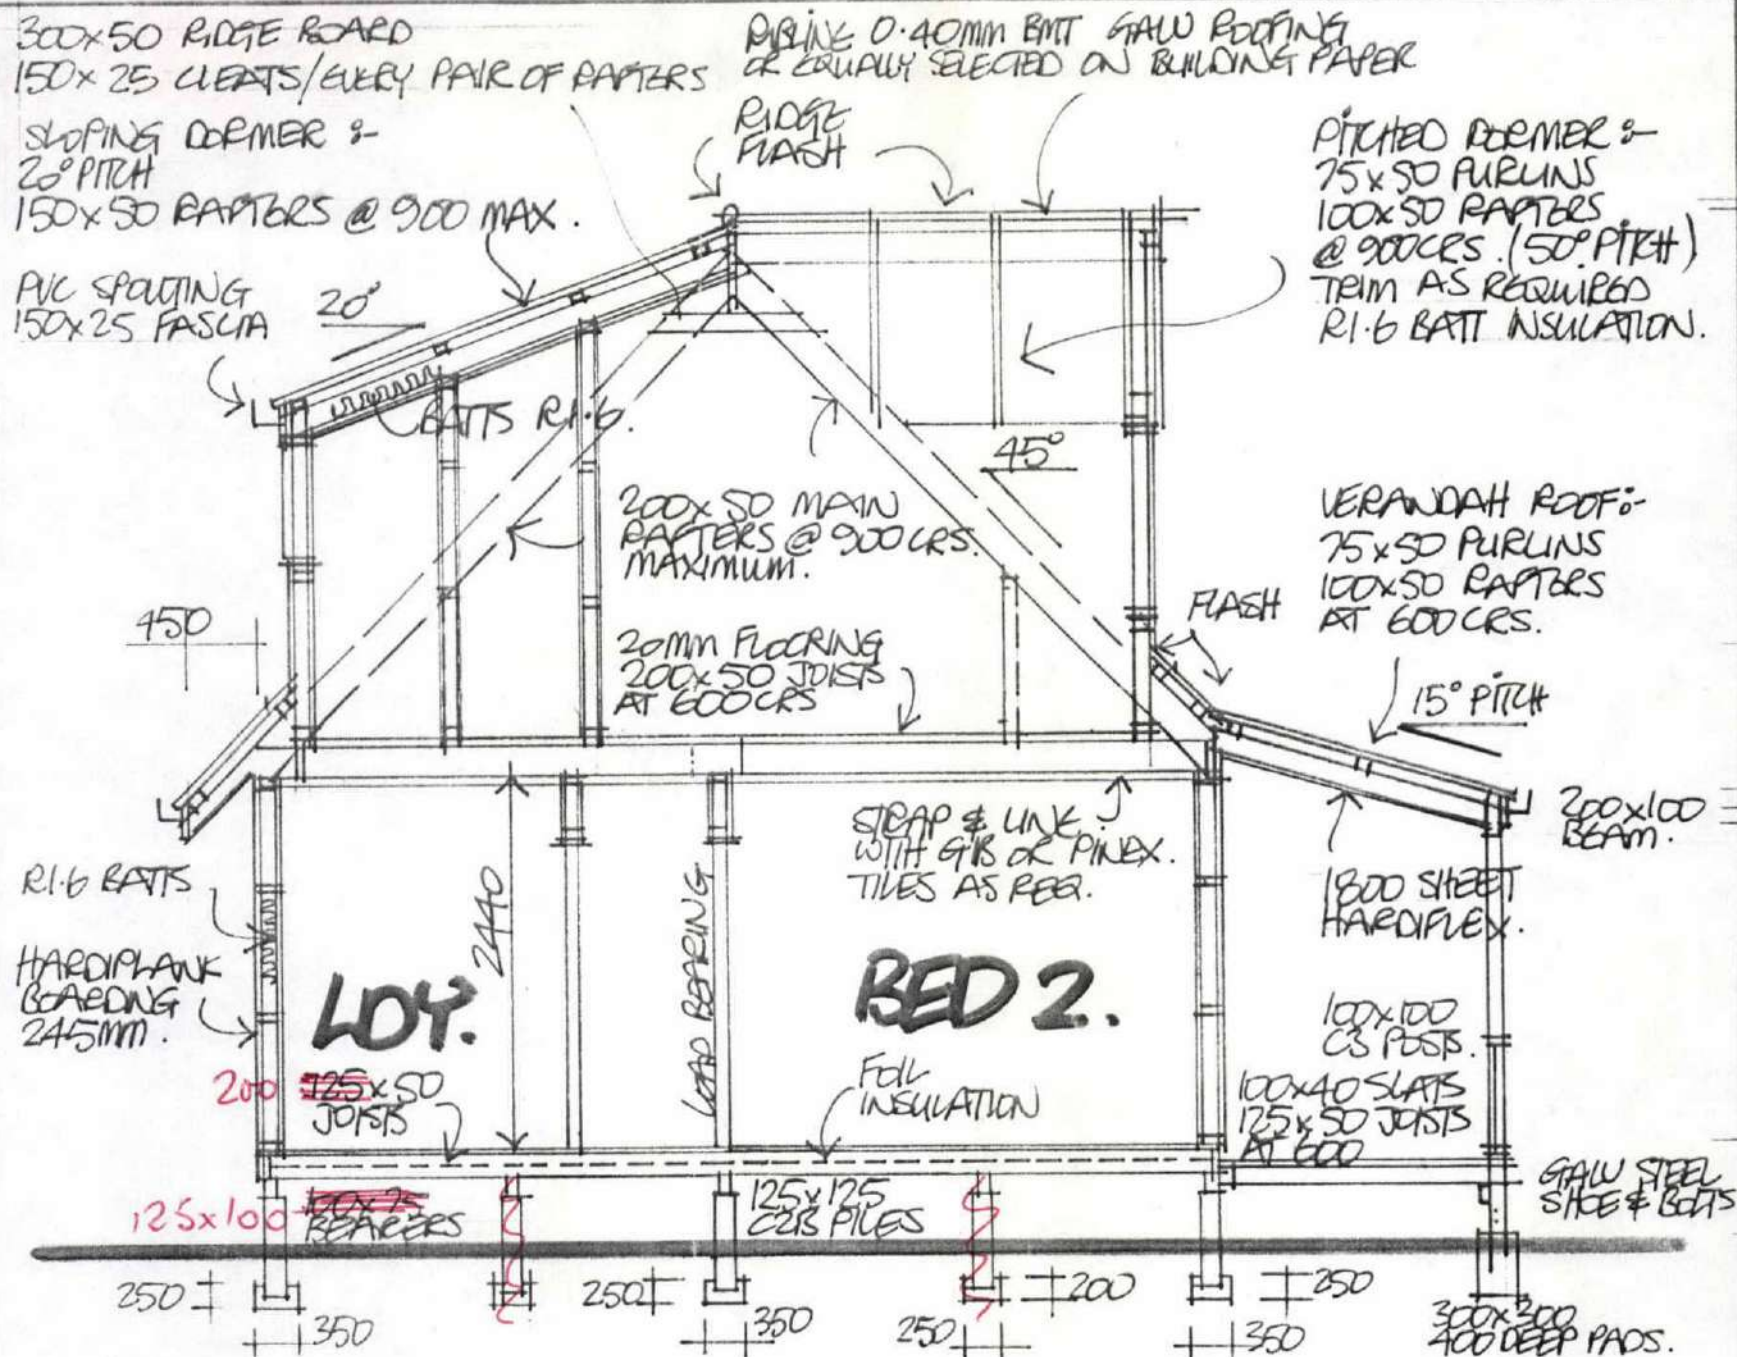 300x50 RIDGE BOARD
150x25 CLEATS/EVERY PAIR OF RAFTERS
RIBLINE 0.40mm BMT GALV ROOFING
OR EQUALLY SELECTED ON BUILDING PAPER
SLOPING DORMER :-
20° PITCH
150x50 RAFTERS @ 900 MAX.
RIDGE
FLASH
PITCHED DORMER :-
75x50 PURLINS
100x50 RAFTERS
@ 900CRS. (50° PITCH)
TRIM AS REQUIRED
R1.6 BATT INSULATION.
PVC SPOUTING
150x25 FASCIA
20°
BATTS R1.6.
45°
200x50 MAIN
RAFTERS @ 900CRS.
MAXIMUM.
VERANDAH ROOF:-
75x50 PURLINS
100x50 RAFTERS
AT 600CRS.
450
FLASH
20mm FLOORING
200x50 JOISTS
AT 600CRS
15° PITCH
STRAP & LINE
WITH GIB OR PINEX.
TILES AS REQ.
200x100
BEAM.
R1.6 BATTS
2440
LOAD BEARING
1800 SHEET
HARDIFLEX.
HARDIPLANK
BOARDING
245mm.
LDY.
BED 2.
100x100
C3 POSTS.
200 125x50
JOISTS
FOIL
INSULATION
100x40 SLATS
125x50 JOISTS
AT 600
125x100
BEARERS
125x125
PILES
GALV STEEL
SHOE & BOLTS
250
250
200
250
350
350
250
350
300x300
400 DEEP PADS.